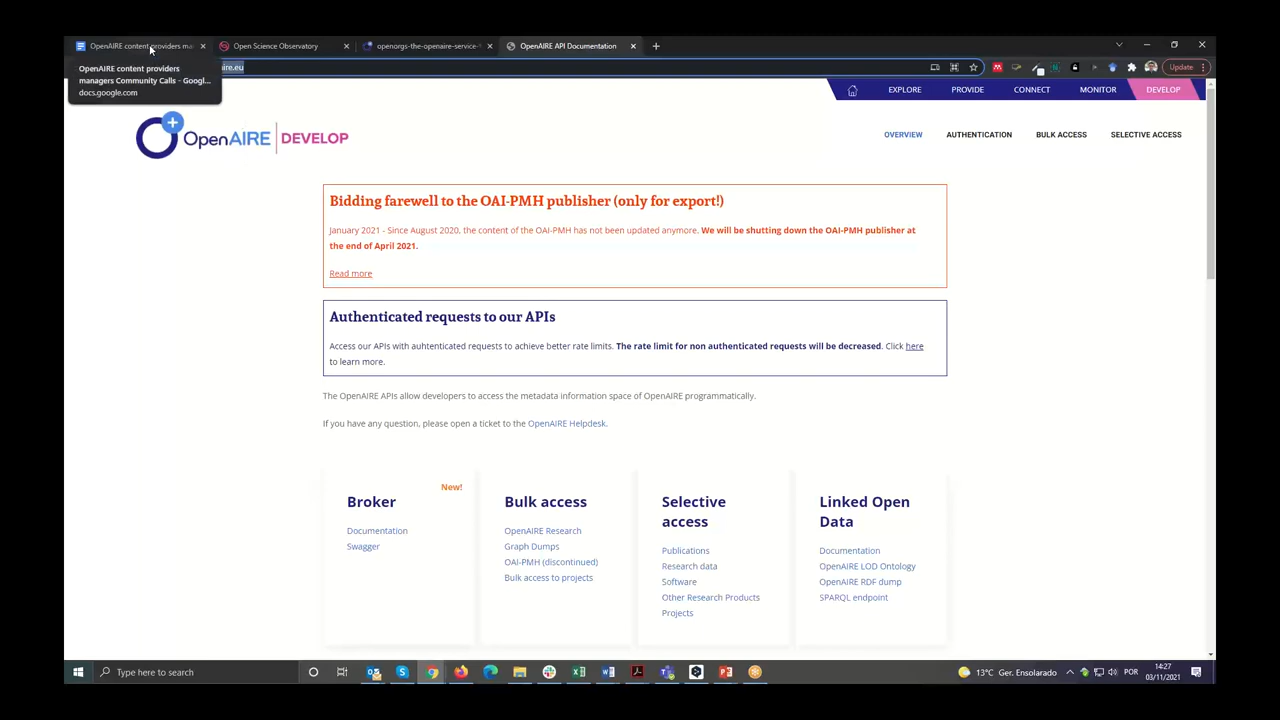 OpenAIRE content providers ma
Open Science Observatory
openorgs-the-openaire-service-
OpenAIRE API Documentation
OpenAIRE content providers
managers Community Calls - Googl...
docs.google.com
ire.eu
Update
EXPLORE
PROVIDE
CONNECT
MONITOR
DEVELOP
OpenAIRE DEVELOP
OVERVIEW
AUTHENTICATION
BULK ACCESS
SELECTIVE ACCESS
Bidding farewell to the OAI-PMH publisher (only for export!)
January 2021 - Since August 2020, the content of the OAI-PMH has not been updated anymore. We will be shutting down the OAI-PMH publisher at
the end of April 2021.
Read more
Authenticated requests to our APIs
Access our APIs with auhtenticated requests to achieve better rate limits. The rate limit for non authenticated requests will be decreased. Click here
to learn more.
The OpenAIRE APIs allow developers to access the metadata information space of OpenAIRE programmatically.
If you have any question, please open a ticket to the OpenAIRE Helpdesk.
New!
Broker
Documentation
Swagger
Bulk access
OpenAIRE Research
Graph Dumps
OAI-PMH (discontinued)
Bulk access to projects
Selective
access
Publications
Research data
Software
Other Research Products
Projects
Linked Open
Data
Documentation
OpenAIRE LOD Ontology
OpenAIRE RDF dump
SPARQL endpoint
Type here to search
13°C Ger. Ensolarado
POR
14:27
03/11/2021